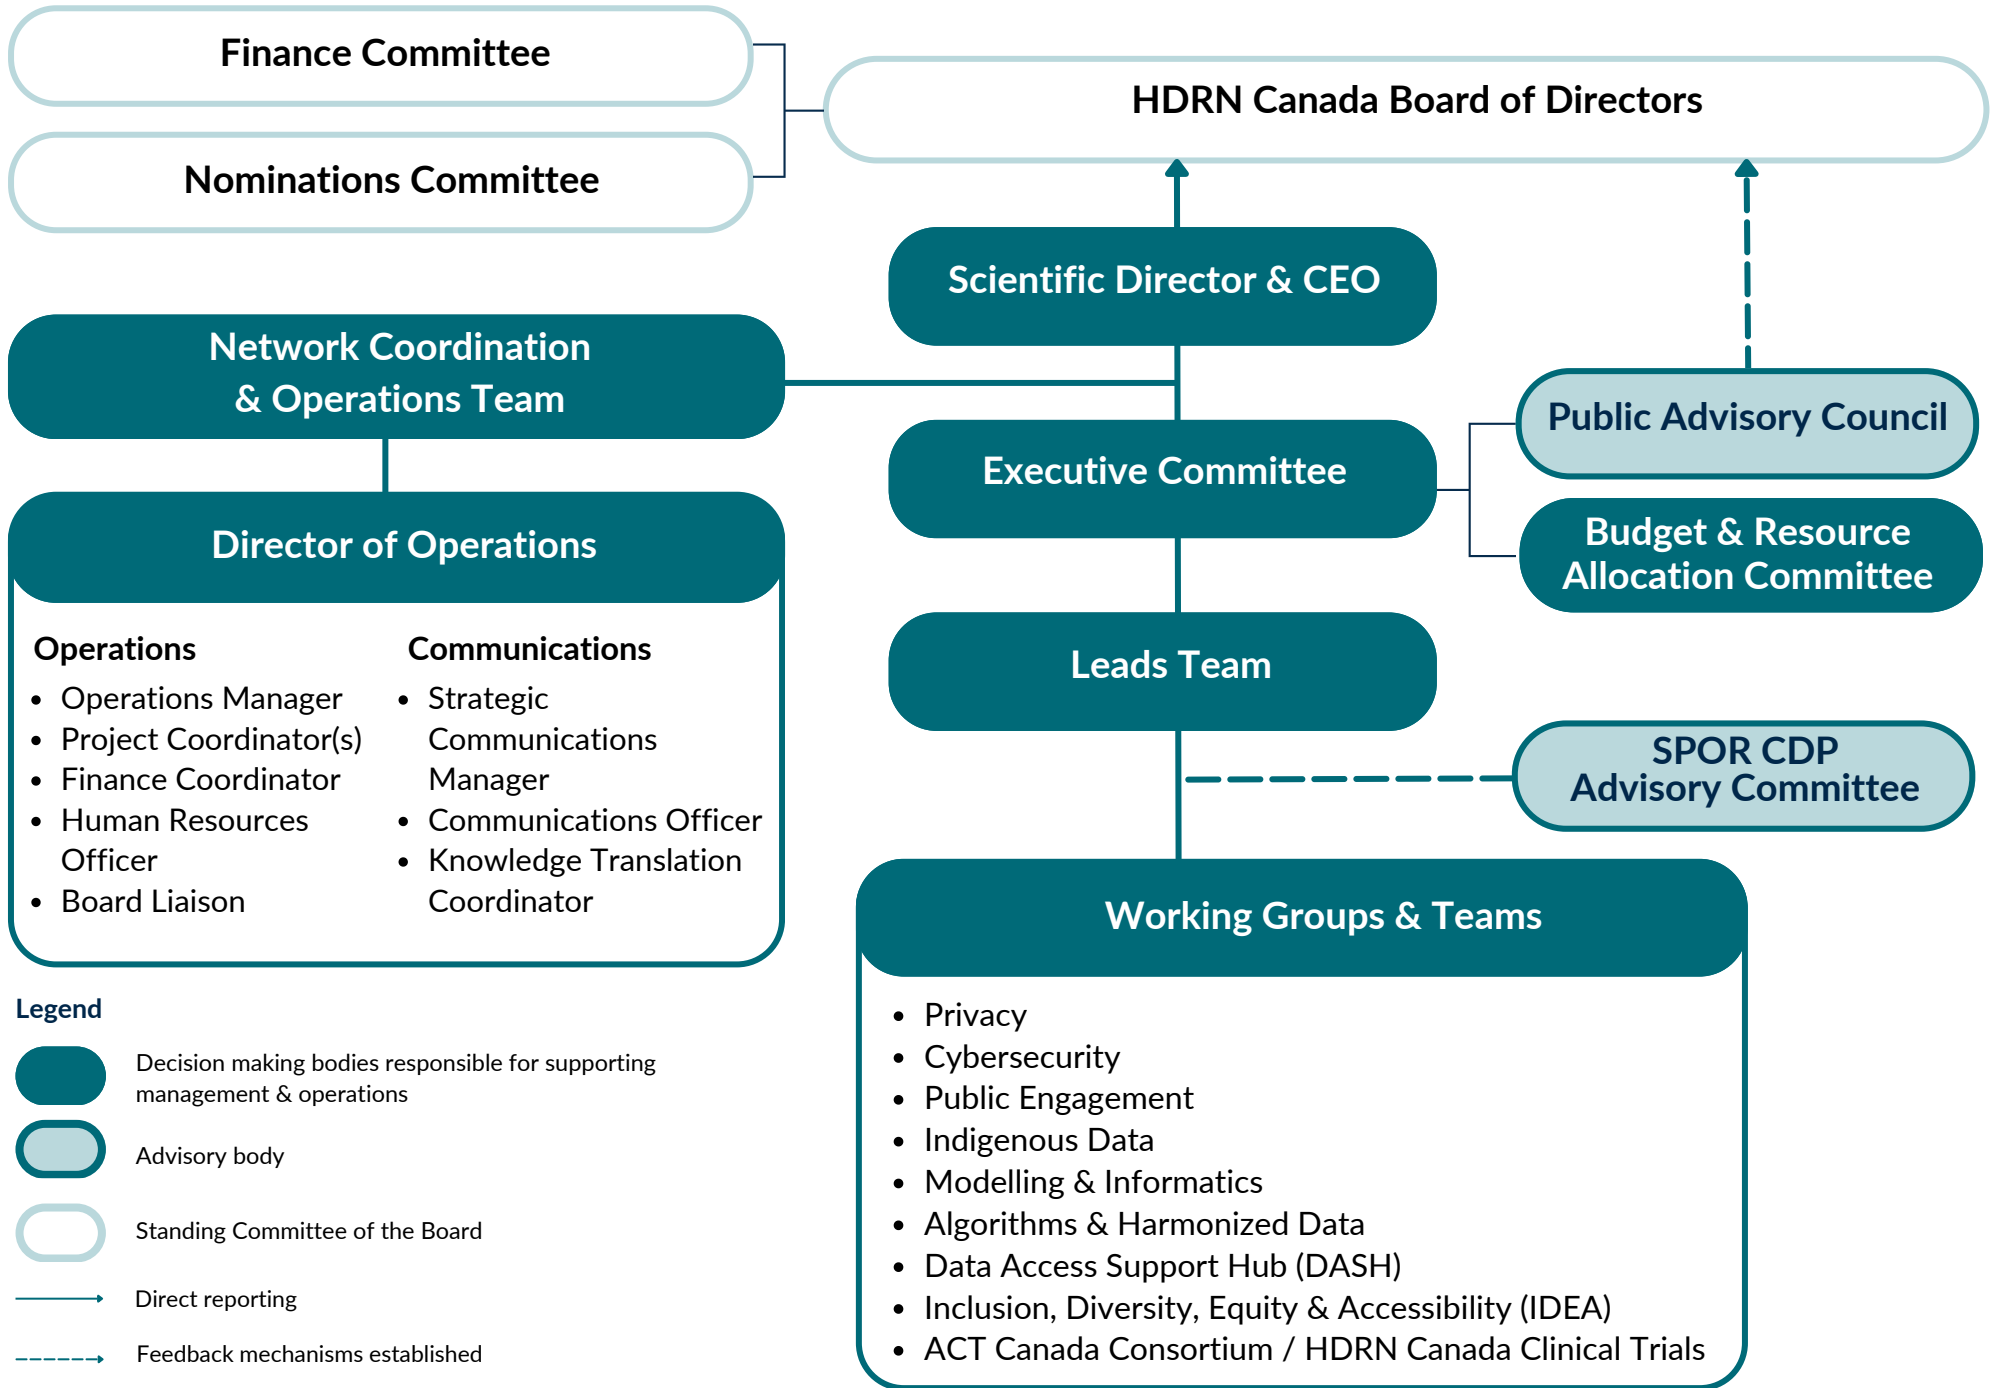 Finance Committee
Nominations Committee
HDRN Canada Board of Directors
Scientific Director & CEO
Network Coordination
& Operations Team
Executive Committee
Public Advisory Council
Budget & Resource
Allocation Committee
Director of Operations
Operations
• Operations Manager
• Project Coordinator(s)
• Finance Coordinator
• Human Resources
Officer
• Board Liaison
Communications
• Strategic
Communications
Manager
• Communications Officer
• Knowledge Translation
Coordinator
Leads Team
SPOR CDP
Advisory Committee
Working Groups & Teams
• Privacy
• Cybersecurity
• Public Engagement
• Indigenous Data
• Modelling & Informatics
• Algorithms & Harmonized Data
• Data Access Support Hub (DASH)
• Inclusion, Diversity, Equity & Accessibility (IDEA)
• ACT Canada Consortium / HDRN Canada Clinical Trials
Legend
Decision making bodies responsible for supporting
management & operations
Advisory body
Standing Committee of the Board
Direct reporting
Feedback mechanisms established